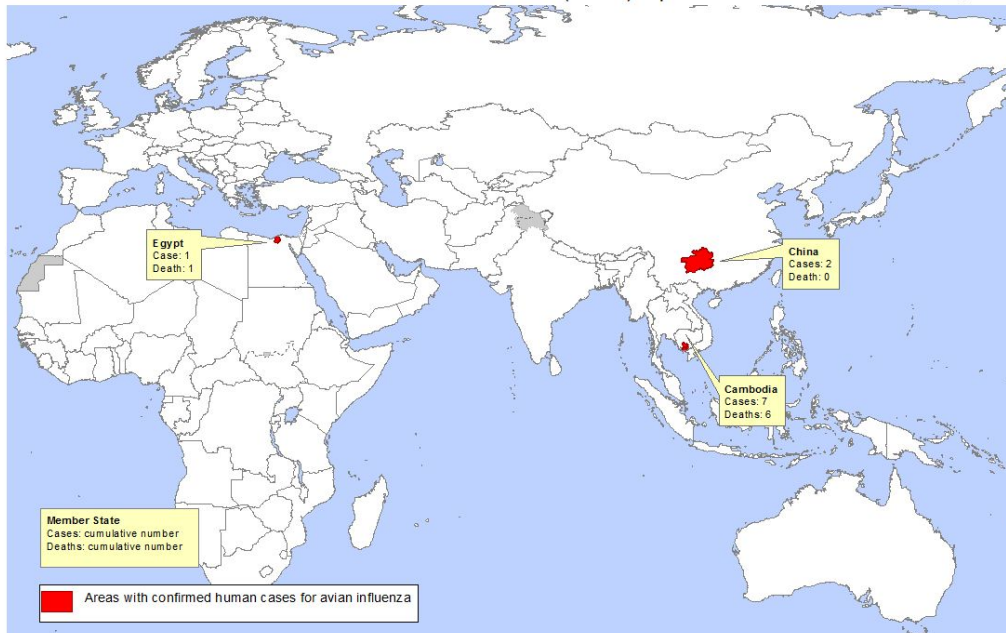 Egypt
Case: 1
Death: 1
China
Cases: 2
Death: 0
Cambodia
Cases: 7
Deaths: 6
Member State
Cases: cumulative number
Deaths: cumulative number
Areas with confirmed human cases for avian influenza